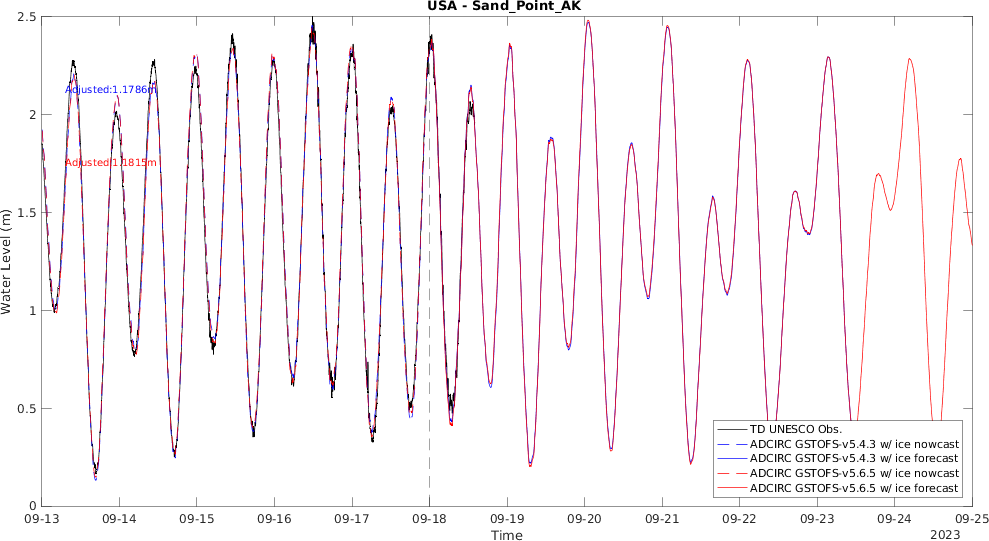 USA - Sand_Point_AK
2.5
2
1.5
1
0.5
0
Water Level (m)
Adjusted:1.1786m
Adjusted:1.1815m
TD UNESCO Obs.
ADCIRC GSTOFS-v5.4.3 w/ ice nowcast
ADCIRC GSTOFS-v5.4.3 w/ ice forecast
ADCIRC GSTOFS-v5.6.5 w/ ice nowcast
ADCIRC GSTOFS-v5.6.5 w/ ice forecast
09-13 09-14 09-15 09-16 09-17 09-18 09-19 09-20 09-21 09-22 09-23 09-24 09-25
Time
2023